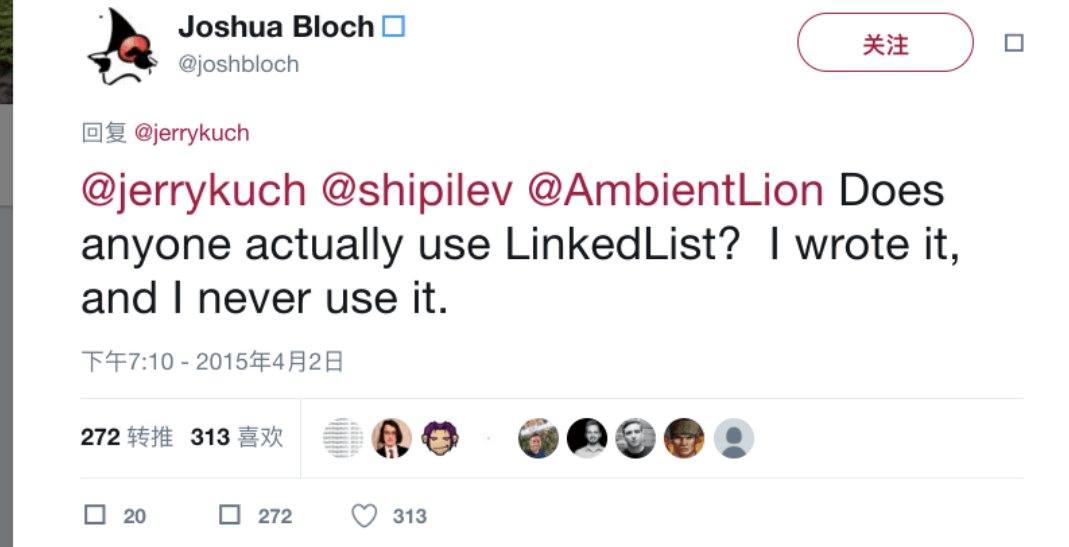 Joshua Bloch
@joshbloch
关注
回复 @jerrykuch
@jerrykuch @shipilev @AmbientLion Does
anyone actually use LinkedList?  I wrote it,
and I never use it.
下午7:10 - 2015年4月2日
272 转推 313 喜欢
20 272 313